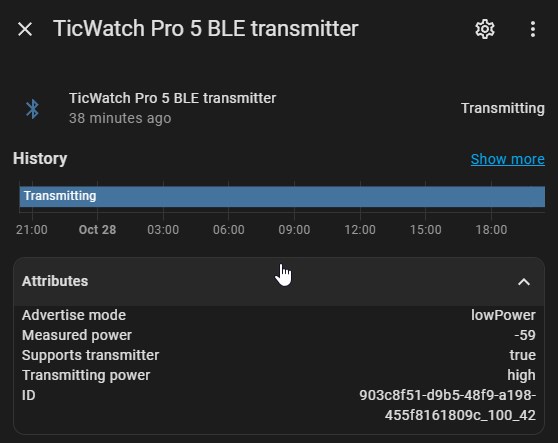 TicWatch Pro 5 BLE transmitter
TicWatch Pro 5 BLE transmitter
38 minutes ago
Transmitting
History
Show more
Transmitting
21:00 Oct 28 03:00 06:00 09:00 12:00 15:00 18:00
Attributes
Advertise mode lowPower
Measured power -59
Supports transmitter true
Transmitting power high
ID 903c8f51-d9b5-48f9-a198-
455f8161809c_100_42